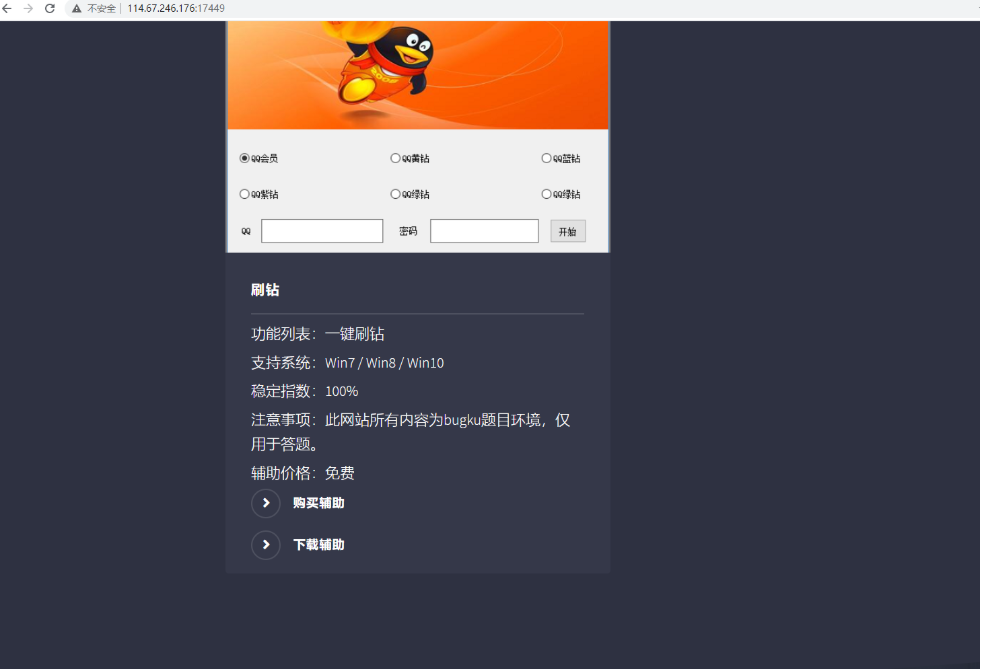 不安全 114.67.246.176:17449
QQ会员 QQ黄钻 QQ蓝钻
QQ紫钻 QQ绿钻 QQ绿钻
QQ 密码 开始
刷钻
功能列表：一键刷钻
支持系统：Win7 / Win8 / Win10
稳定指数：100%
注意事项：此网站所有内容为bugku题目环境，仅
用于答题。
辅助价格：免费
购买辅助
下载辅助